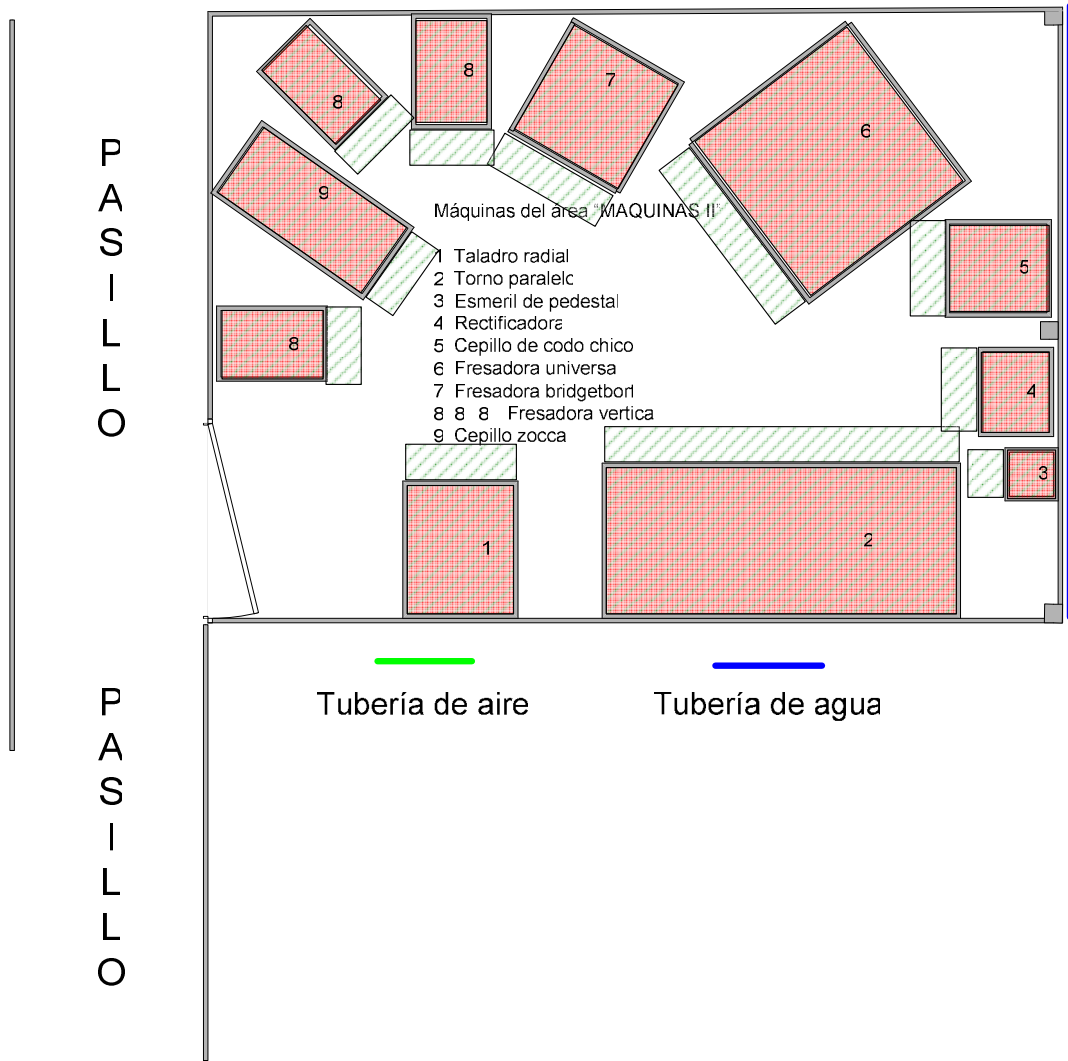 P
A
S
I
L
L
O
8
8
7
6
9
5
8
4
3
1
2
Máquinas del área "MAQUINAS II"
1 Taladro radial
2 Torno paralelo
3 Esmeril de pedestal
4 Rectificadora
5 Cepillo de codo chico
6 Fresadora universa
7 Fresadora bridgetbort
8 8 8 Fresadora vertica
9 Cepillo zocca
Tubería de aire
Tubería de agua
P
A
S
I
L
L
O